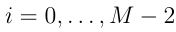 i = 0, . . . , M − 2